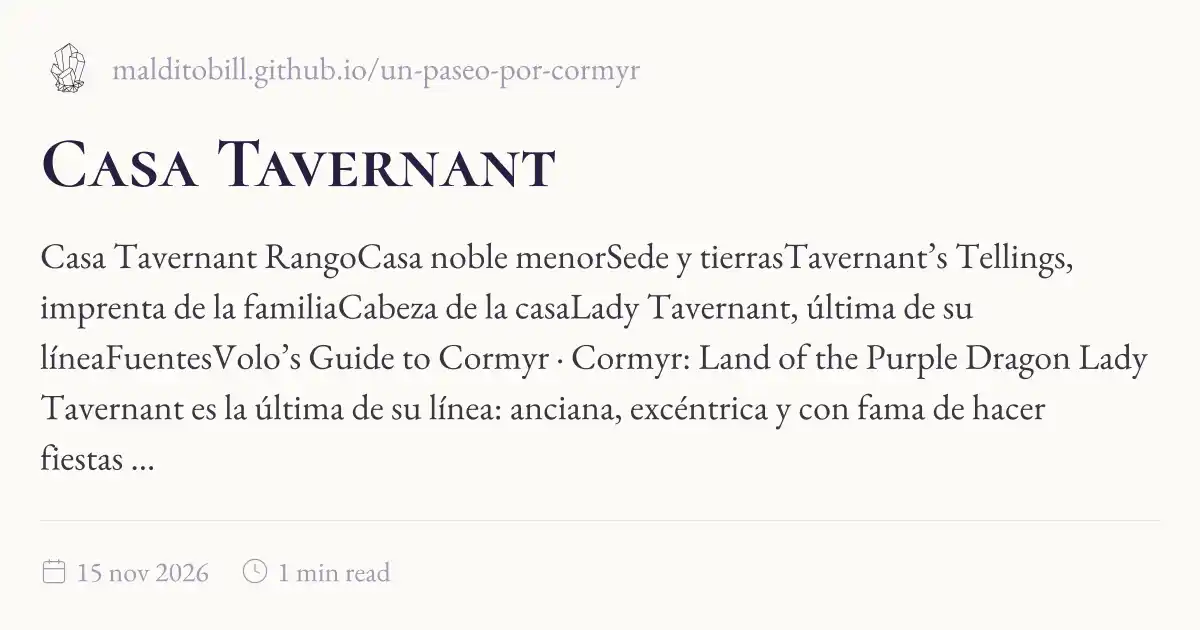 malditobill.github.io/un-paseo-por-cormyr
Casa Tavernant
Casa Tavernant RangoCasa noble menorSede y tierrasTavernant’s Tellings,
imprenta de la familiaCabeza de la casaLady Tavernant, última de su
líneaFuentesVolo’s Guide to Cormyr · Cormyr: Land of the Purple Dragon Lady
Tavernant es la última de su línea: anciana, excéntrica y con fama de hacer
fiestas ...
15 nov 2026
1 min read